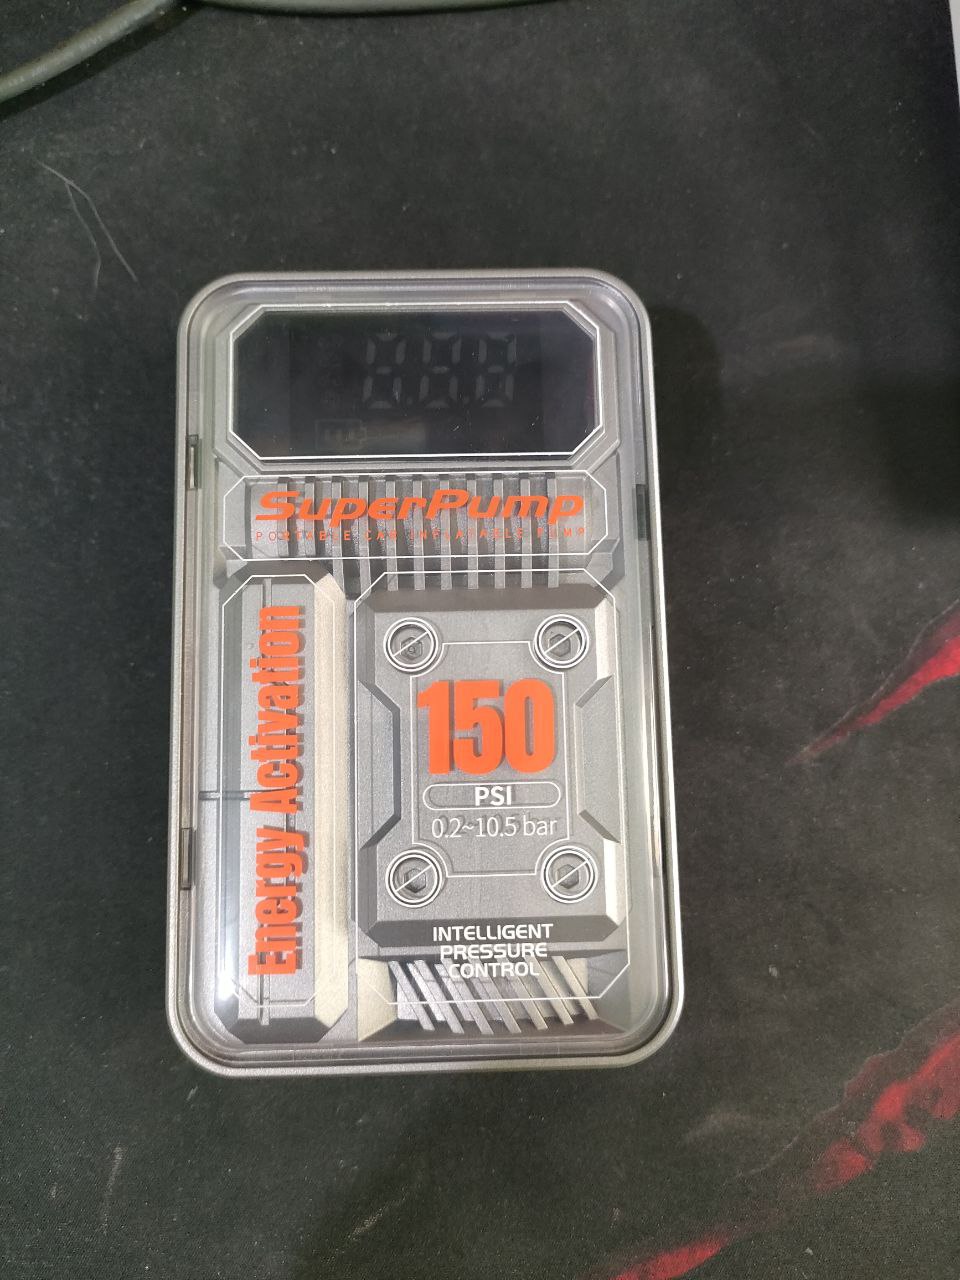 SuperPump
PORTABLE CAR INFLATABLE PUMP
Energy Activation
150
PSI
0.2~10.5 bar
INTELLIGENT
PRESSURE
CONTROL